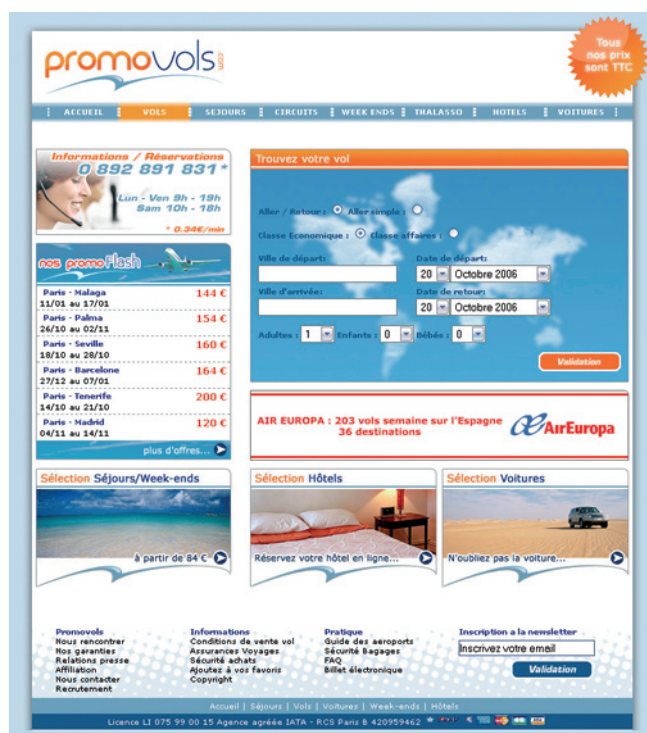 promovols.com
Tous
nos prix
sont TTC
ACCUEIL VOLS SEJOURS CIRCUITS WEEK ENDS THALASSO HOTELS VOITURES
Informations / Réservations
0 892 891 831*
Lun - Ven 9h - 19h
Sam 10h - 18h
* 0.34€/min
nos promo Flash
Paris - Malaga 144 €
11/01 au 17/01
Paris - Palma 154 €
26/10 au 02/11
Paris - Seville 160 €
18/10 au 28/10
Paris - Barcelone 164 €
27/12 au 07/01
Paris - Tenerife 200 €
14/10 au 21/10
Paris - Madrid 120 €
04/11 au 14/11
plus d'offres...
Trouvez votre vol
Aller / Retour : Aller simple :
Classe Economique : Classe affaires :
Ville de départ: Date de départ:
20 Octobre 2006
Ville d'arrivée: Date de retour:
20 Octobre 2006
Adultes : 1 Enfants : 0 Bébés : 0
Validation
AIR EUROPA : 203 vols semaine sur l'Espagne
36 destinations
AirEuropa
Sélection Séjours/Week-ends
à partir de 84 €
Sélection Hôtels
Réservez votre hôtel en ligne...
Sélection Voitures
N'oubliez pas la voiture...
Promovols
Nous rencontrer
Nos garanties
Relations presse
Affiliation
Nous contacter
Recrutement
Informations
Conditions de vente vol
Assurances Voyages
Sécurité achats
Ajoutez à vos favoris
Copyright
Pratique
Guide des aeroports
Sécurité Bagages
FAQ
Billet électronique
Inscription a la newsletter
Inscrivez votre email
Validation
Accueil | Séjours | Vols | Voitures | Week-ends | Hôtels
Licence LI 075 99 00 15 Agence agréée IATA - RCS Paris B 420959462